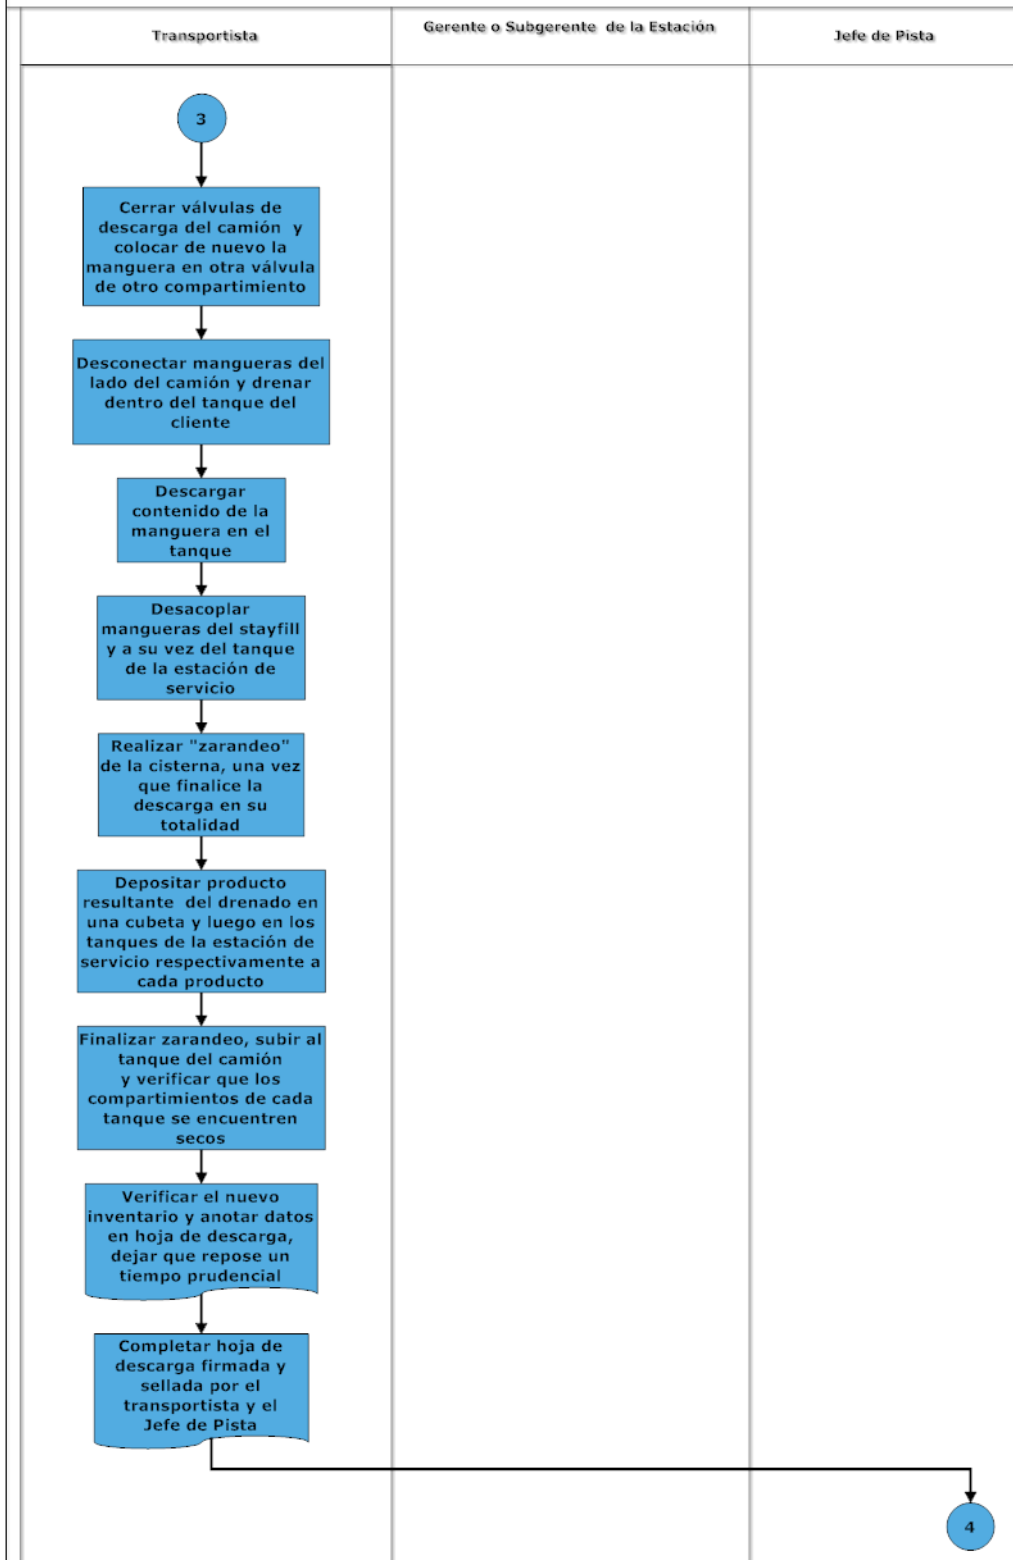 Transportista
Gerente o Subgerente de la Estación
Jefe de Pista
3
Cerrar válvulas de
descarga del camión y
colocar de nuevo la
manguera en otra válvula
de otro compartimiento
Desconectar mangueras del
lado del camión y drenar
dentro del tanque del
cliente
Descargar
contenido de la
manguera en el
tanque
Desacoplar
mangueras del stayfill
y a su vez del tanque
de la estación de
servicio
Realizar "zarandeo"
de la cisterna, una vez
que finalice la
descarga en su
totalidad
Depositar producto
resultante del drenado en
una cubeta y luego en los
tanques de la estación de
servicio respectivamente a
cada producto
Finalizar zarandeo, subir al
tanque del camión
y verificar que los
compartimientos de cada
tanque se encuentren
secos
Verificar el nuevo
inventario y anotar datos
en hoja de descarga,
dejar que repose un
tiempo prudencial
Completar hoja de
descarga firmada y
sellada por el
transportista y el
Jefe de Pista
4